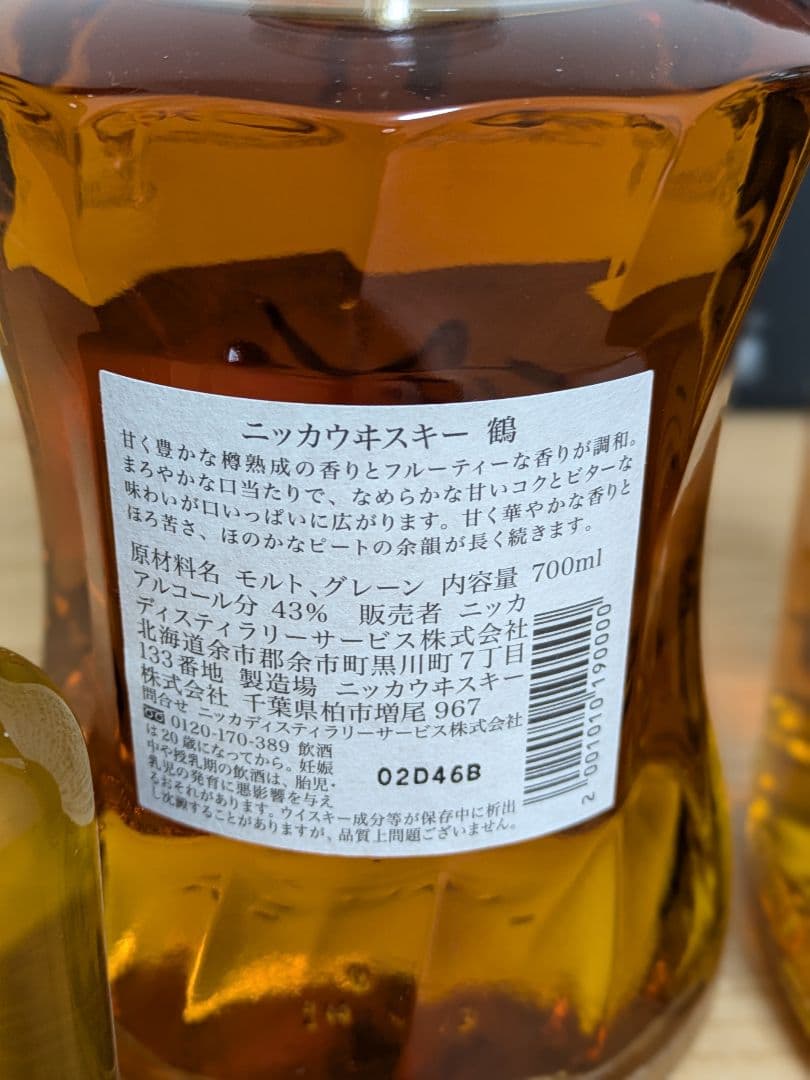 ニッカウヰスキー 鶴
甘く豊かな樽熟成の香りとフルーティーな香りが調和。
まろやかな口当たりで、なめらかな甘いコクとビターな
味わいが口いっぱいに広がります。甘く華やかな香りと
ほろ苦さ、ほのかなピートの余韻が長く続きます。
原材料名 モルト、グレーン 内容量 700ml
アルコール分 43% 販売者 ニッカ
ディスティラリーサービス株式会社
北海道余市郡余市町黒川町7丁目
133番地 製造場 ニッカウヰスキー
株式会社 千葉県柏市増尾967
問合せ ニッカディスティラリーサービス株式会社
0120-170-389 飲酒
は20歳になってから。妊娠
中や授乳期の飲酒は、胎児・
乳児の発育に悪影響を与え
るおそれがあります。ウイスキー成分等が保存中に析出
し沈澱することがありますが、品質上問題ございません。
02D46B
2 001010 190000